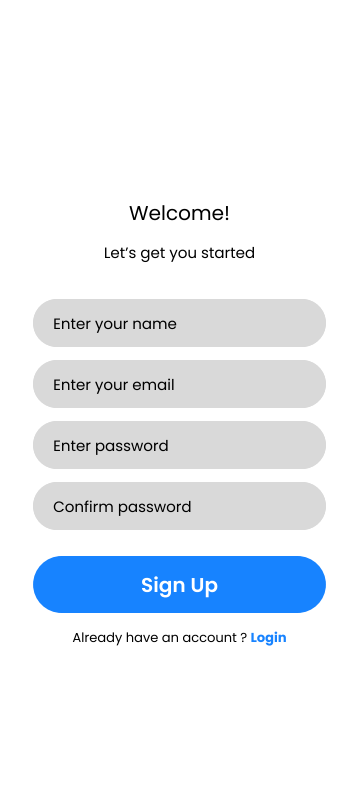 Welcome!
Let’s get you started
Enter your name
Enter your email
Enter password
Confirm password
Sign Up
Already have an account ? Login